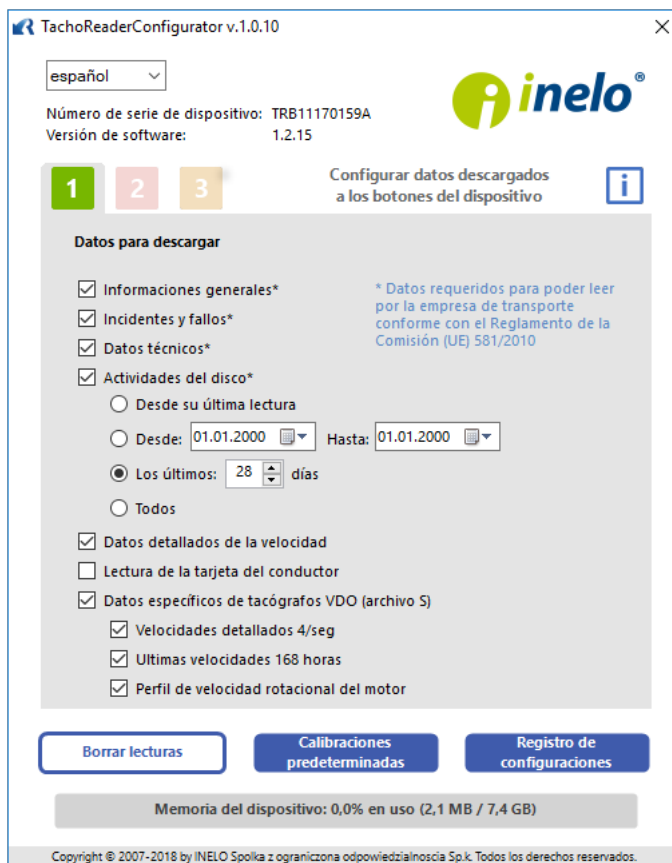 TachoReaderConfigurator v.1.0.10
español
inelo®
Número de serie de dispositivo: TRB11170159A
Versión de software: 1.2.15
1 2 3
Configurar datos descargados
a los botones del dispositivo
i
Datos para descargar
Informaciones generales*
Incidentes y fallos*
Datos técnicos*
Actividades del disco*
* Datos requeridos para poder leer
por la empresa de transporte
conforme con el Reglamento de la
Comisión (UE) 581/2010
Desde su última lectura
Desde: 01.01.2000 Hasta: 01.01.2000
Los últimos: 28 días
Todos
Datos detallados de la velocidad
Lectura de la tarjeta del conductor
Datos específicos de tacógrafos VDO (archivo S)
Velocidades detallados 4/seg
Ultimas velocidades 168 horas
Perfil de velocidad rotacional del motor
Borrar lecturas
Calibraciones
predeterminadas
Registro de
configuraciones
Memoria del dispositivo: 0,0% en uso (2,1 MB / 7,4 GB)
Copyright © 2007-2018 by INELO Spolka z ograniczona odpowiedzialnoscia Sp.k. Todos los derechos reservados.